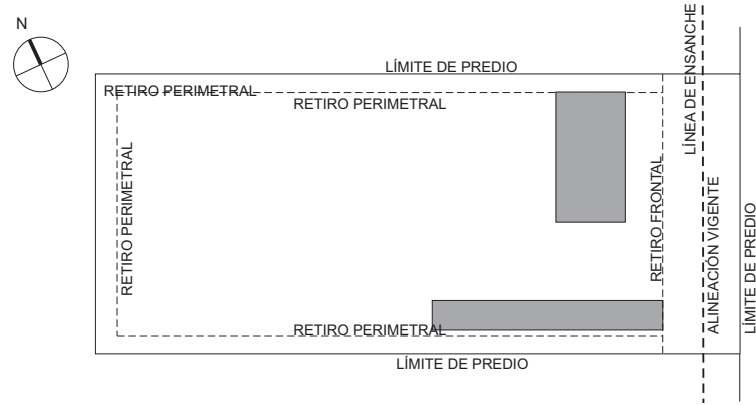 N
LÍMITE DE PREDIO
LÍNEA DE ENSANCHE
RETIRO PERIMETRAL
RETIRO PERIMETRAL
RETIRO PERIMETRAL
RETIRO FRONTAL
ALINEACIÓN VIGENTE
LÍMITE DE PREDIO
RETIRO PERIMETRAL
LÍMITE DE PREDIO